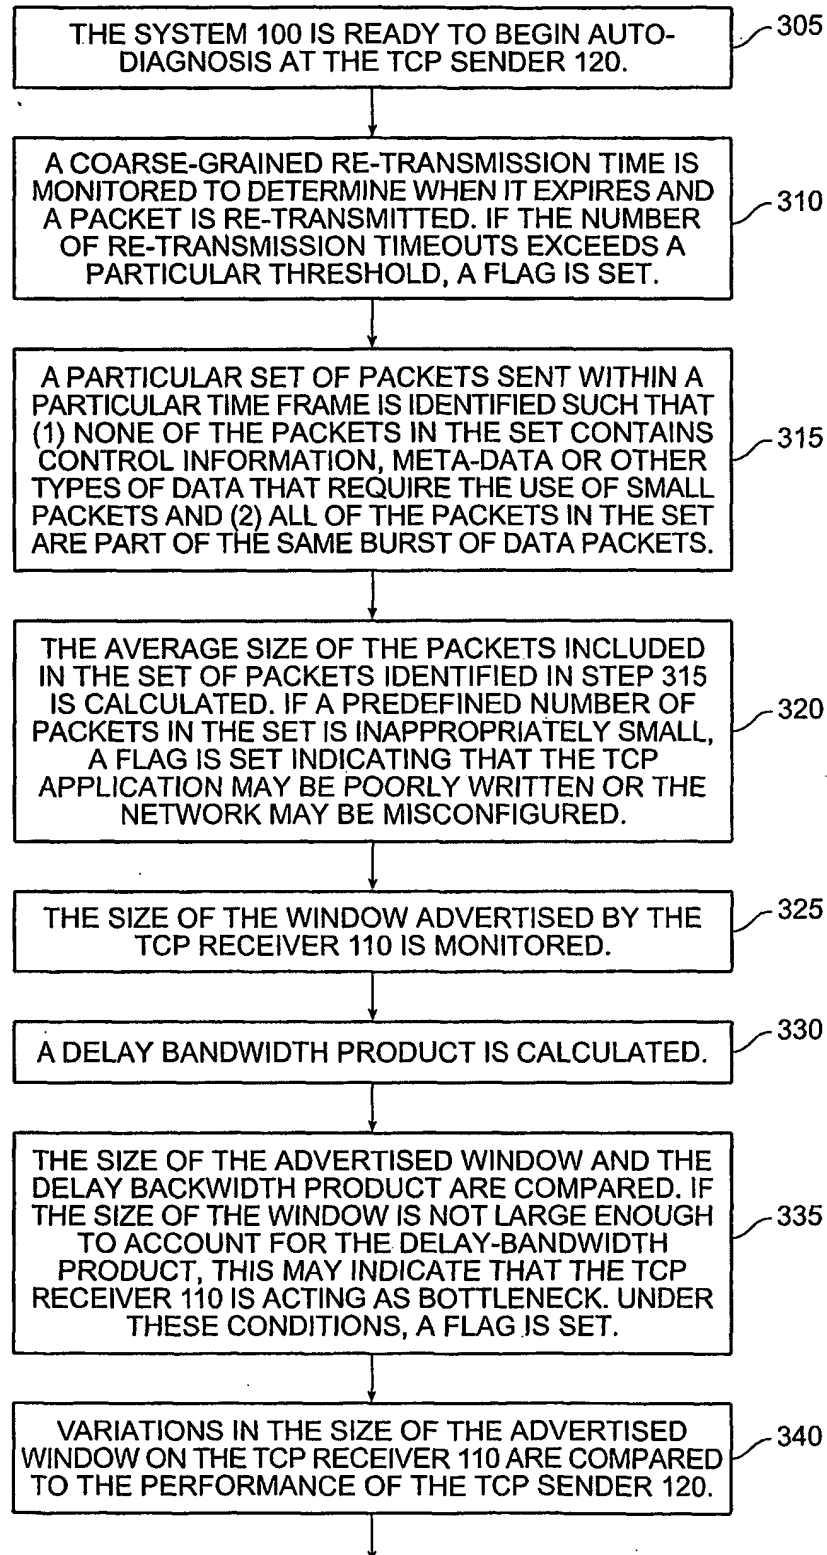 THE SYSTEM 100 IS READY TO BEGIN AUTO-
DIAGNOSIS AT THE TCP SENDER 120.
305
A COARSE-GRAINED RE-TRANSMISSION TIME IS
MONITORED TO DETERMINE WHEN IT EXPIRES AND
A PACKET IS RE-TRANSMITTED. IF THE NUMBER
OF RE-TRANSMISSION TIMEOUTS EXCEEDS A
PARTICULAR THRESHOLD, A FLAG IS SET.
310
A PARTICULAR SET OF PACKETS SENT WITHIN A
PARTICULAR TIME FRAME IS IDENTIFIED SUCH THAT
(1) NONE OF THE PACKETS IN THE SET CONTAINS
CONTROL INFORMATION, META-DATA OR OTHER
TYPES OF DATA THAT REQUIRE THE USE OF SMALL
PACKETS AND (2) ALL OF THE PACKETS IN THE SET
ARE PART OF THE SAME BURST OF DATA PACKETS.
315
THE AVERAGE SIZE OF THE PACKETS INCLUDED
IN THE SET OF PACKETS IDENTIFIED IN STEP 315
IS CALCULATED. IF A PREDEFINED NUMBER OF
PACKETS IN THE SET IS INAPPROPRIATELY SMALL,
A FLAG IS SET INDICATING THAT THE TCP
APPLICATION MAY BE POORLY WRITTEN OR THE
NETWORK MAY BE MISCONFIGURED.
320
THE SIZE OF THE WINDOW ADVERTISED BY THE
TCP RECEIVER 110 IS MONITORED.
325
A DELAY BANDWIDTH PRODUCT IS CALCULATED.
330
THE SIZE OF THE ADVERTISED WINDOW AND THE
DELAY BACKWIDTH PRODUCT ARE COMPARED. IF
THE SIZE OF THE WINDOW IS NOT LARGE ENOUGH
TO ACCOUNT FOR THE DELAY-BANDWIDTH
PRODUCT, THIS MAY INDICATE THAT THE TCP
RECEIVER 110 IS ACTING AS BOTTLENECK. UNDER
THESE CONDITIONS, A FLAG IS SET.
335
VARIATIONS IN THE SIZE OF THE ADVERTISED
WINDOW ON THE TCP RECEIVER 110 ARE COMPARED
TO THE PERFORMANCE OF THE TCP SENDER 120.
340